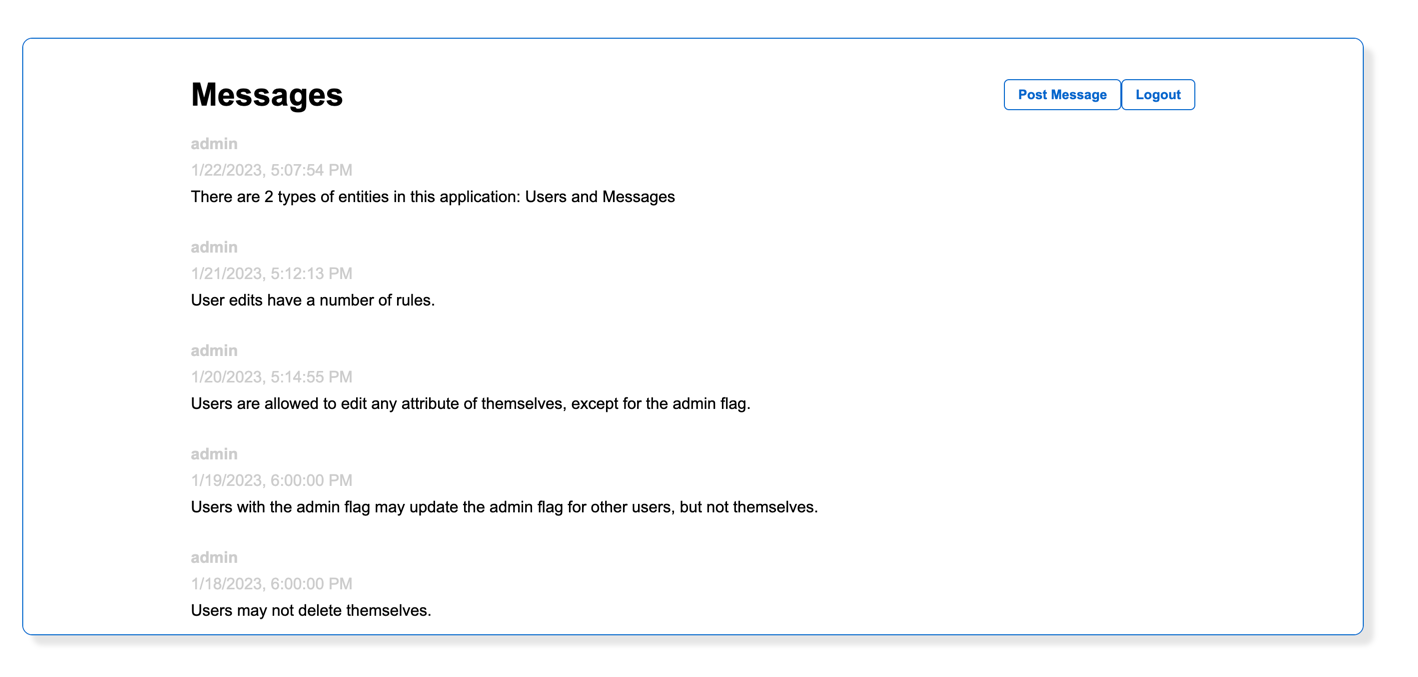 Messages
Post Message
Logout
admin
1/22/2023, 5:07:54 PM
There are 2 types of entities in this application: Users and Messages
admin
1/21/2023, 5:12:13 PM
User edits have a number of rules.
admin
1/20/2023, 5:14:55 PM
Users are allowed to edit any attribute of themselves, except for the admin flag.
admin
1/19/2023, 6:00:00 PM
Users with the admin flag may update the admin flag for other users, but not themselves.
admin
1/18/2023, 6:00:00 PM
Users may not delete themselves.